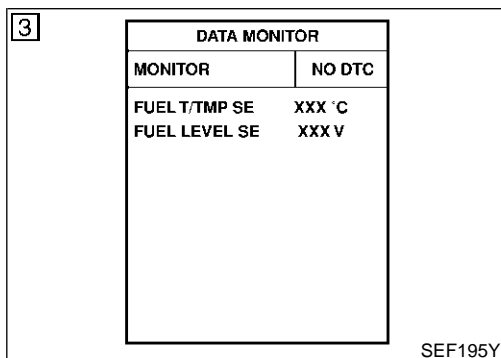 3
DATA MONITOR
MONITOR NO DTC
FUEL T/TMP SE XXX °C
FUEL LEVEL SE XXX V
SEF195Y